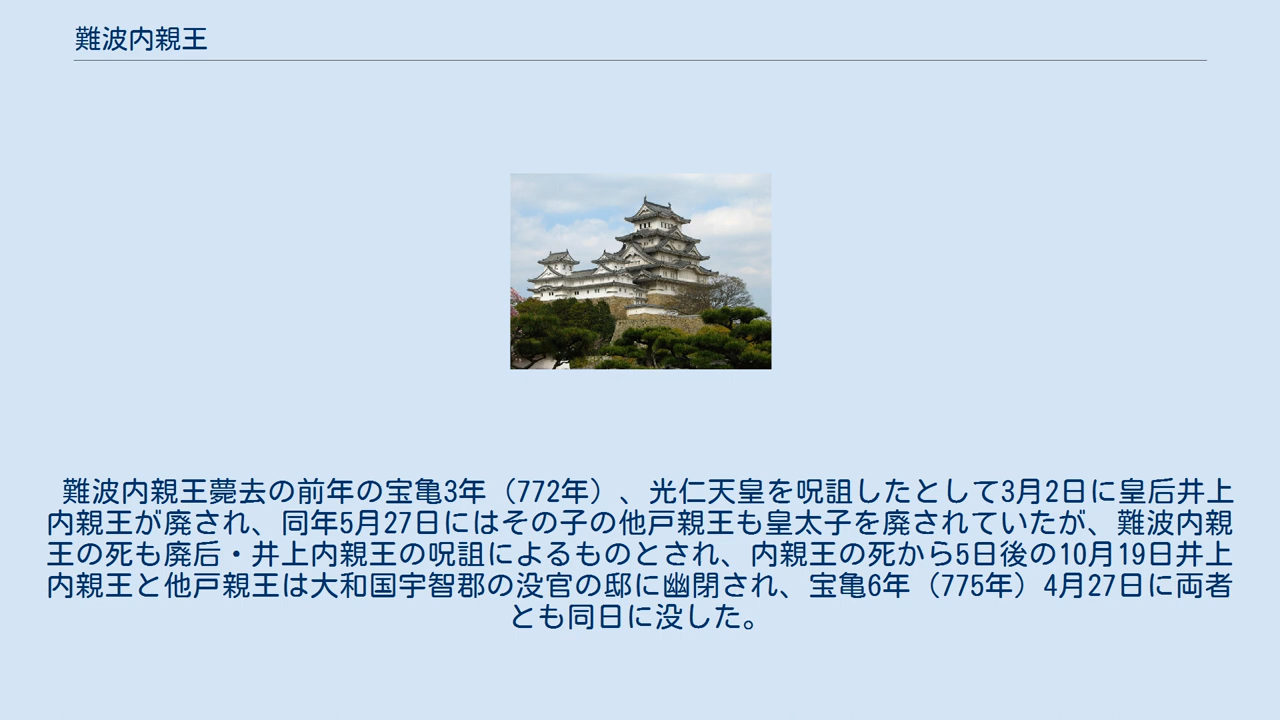 難波内親王
難波内親王薨去の前年の宝亀3年（772年）、光仁天皇を呪詛したとして3月2日に皇后井上
内親王が廃され、同年5月27日にはその子の他戸親王も皇太子を廃されていたが、難波内親
王の死も廃后・井上内親王の呪詛によるものとされ、内親王の死から5日後の10月19日井上
内親王と他戸親王は大和国宇智郡の没官の邸に幽閉され、宝亀6年（775年）4月27日に両者
とも同日に没した。